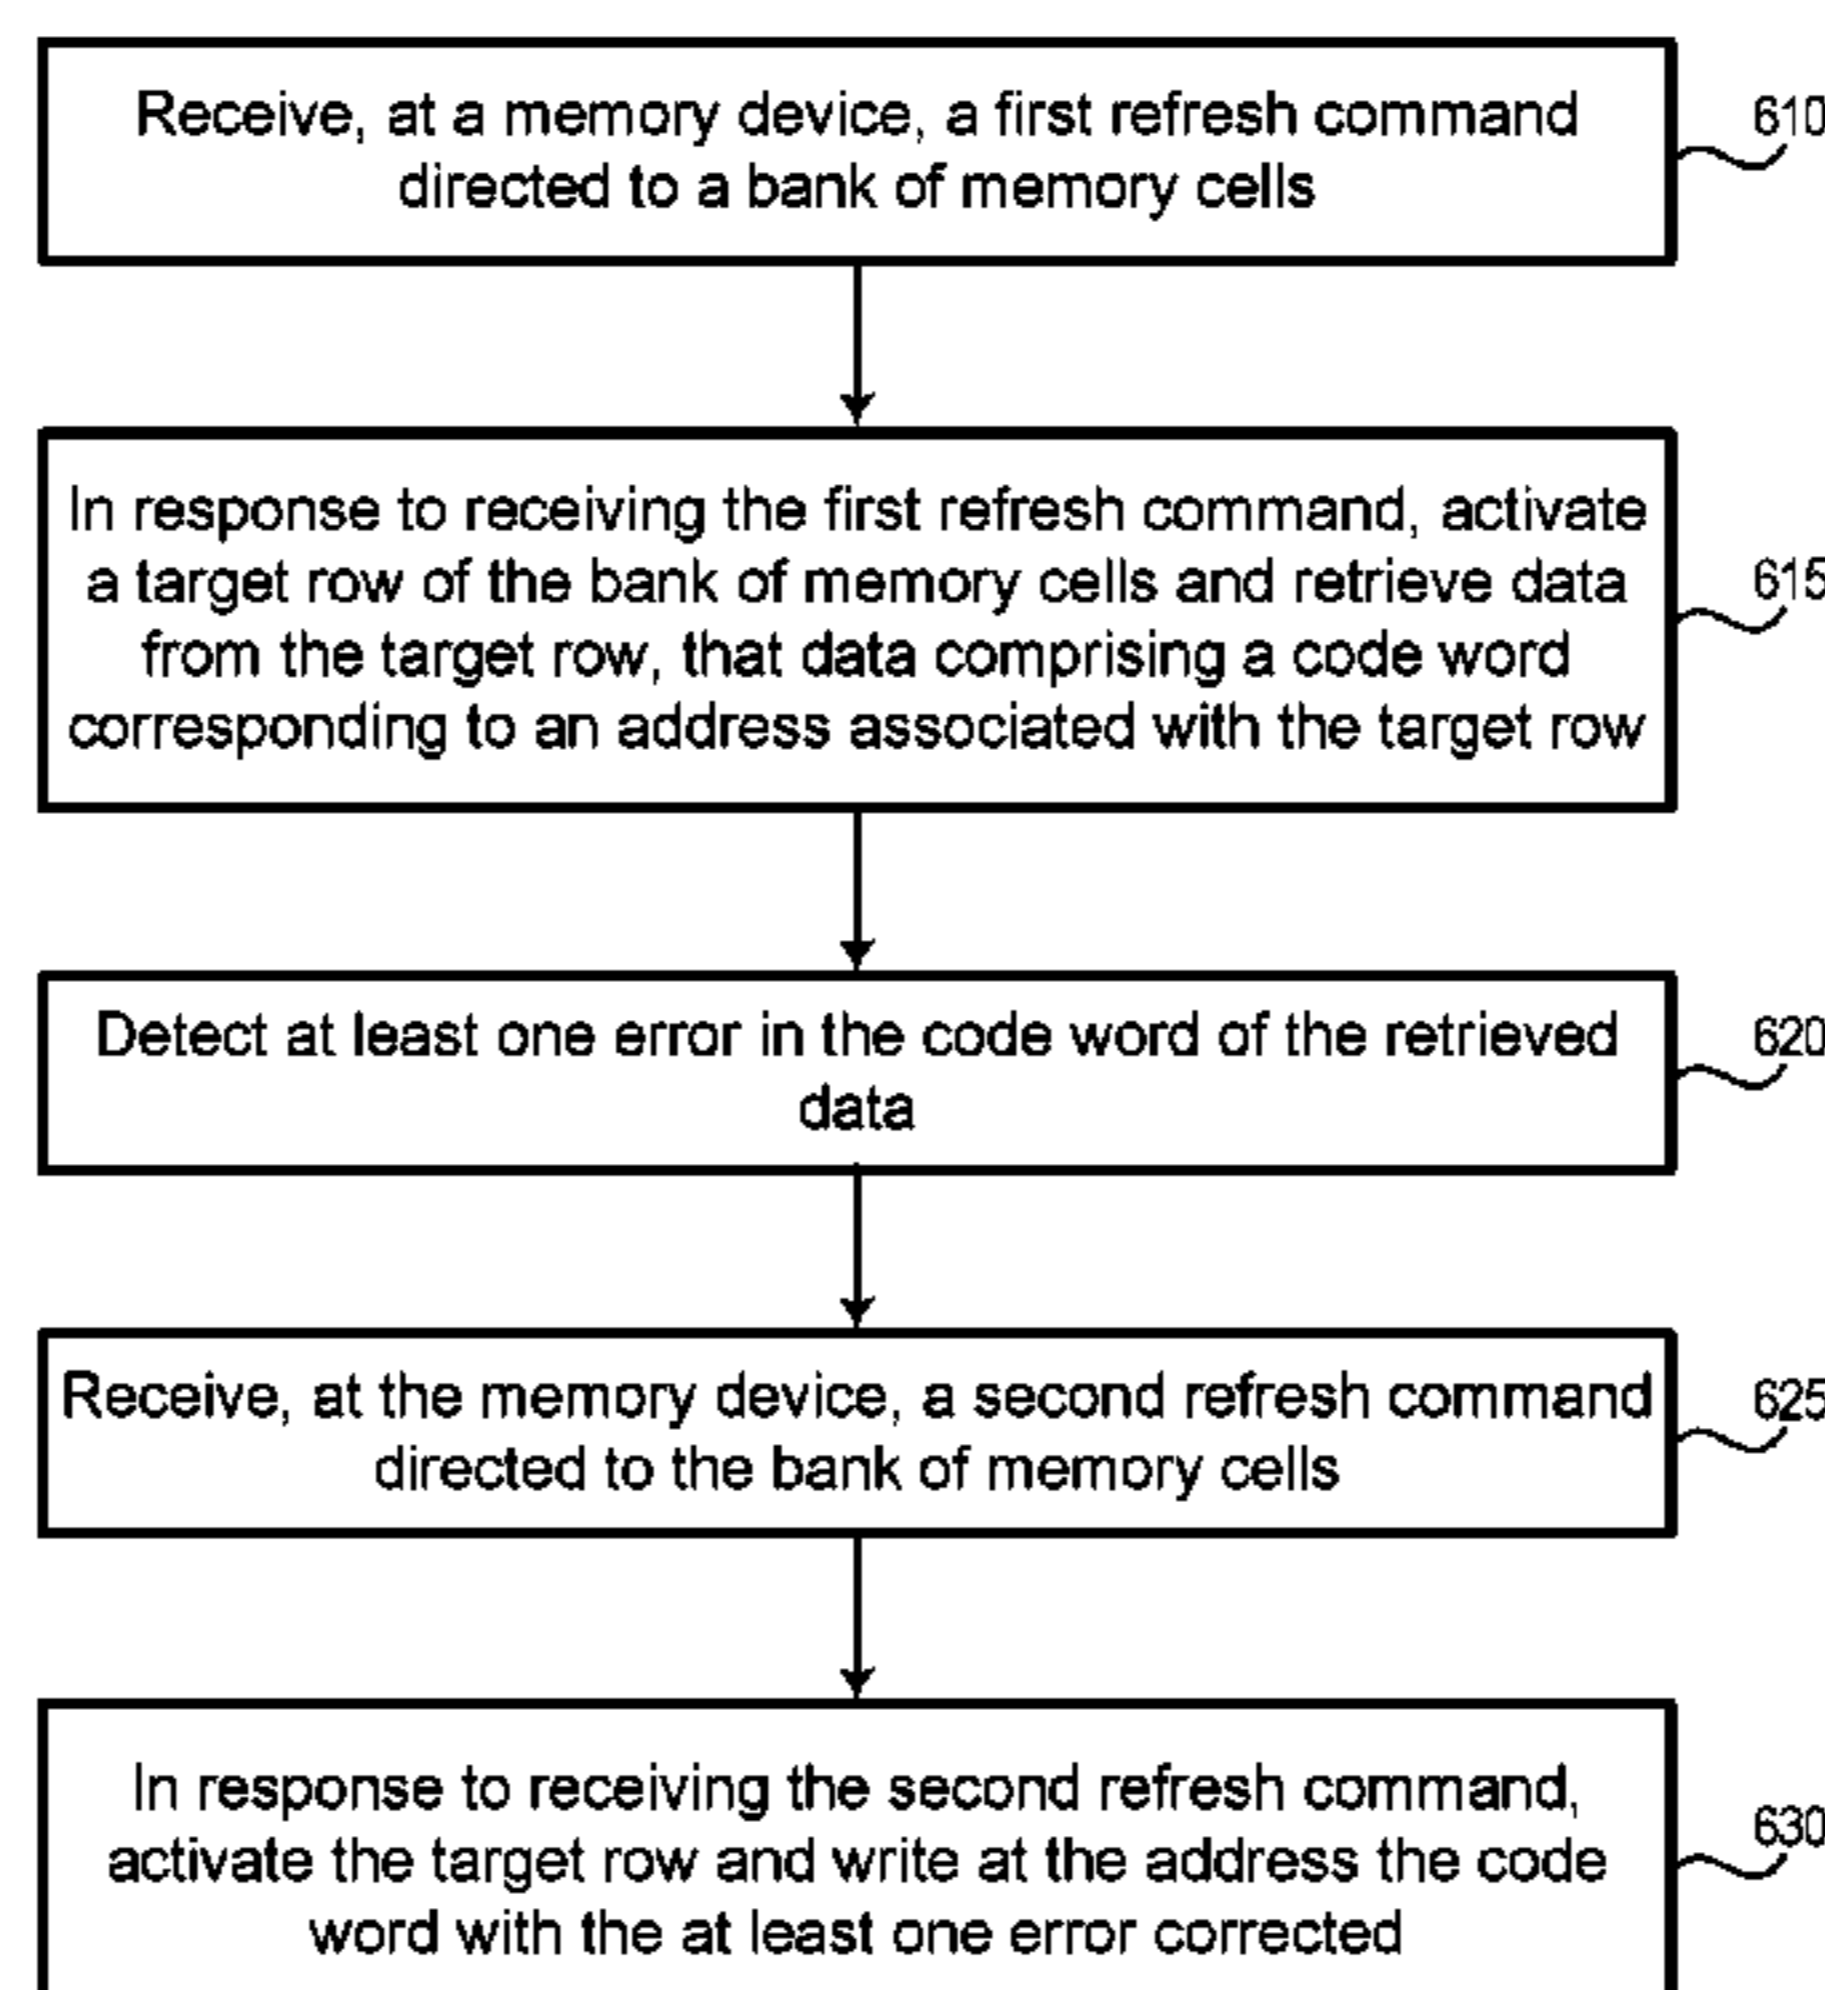 Receive, at a memory device, a first refresh command
directed to a bank of memory cells
610
In response to receiving the first refresh command, activate
a target row of the bank of memory cells and retrieve data
from the target row, that data comprising a code word
corresponding to an address associated with the target row
615
Detect at least one error in the code word of the retrieved
data
620
Receive, at the memory device, a second refresh command
directed to the bank of memory cells
625
In response to receiving the second refresh command,
activate the target row and write at the address the code
word with the at least one error corrected
630